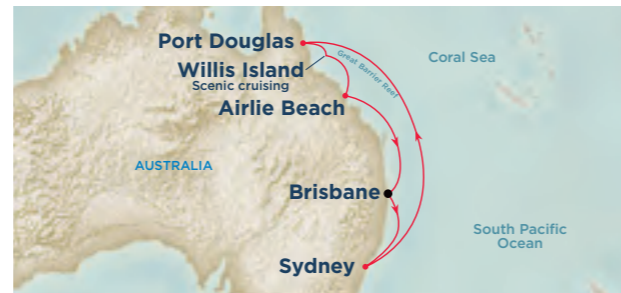 Port Douglas
Coral Sea
Great Barrier Reef
Willis Island
Scenic cruising
Airlie Beach
AUSTRALIA
Brisbane
South Pacific
Ocean
Sydney